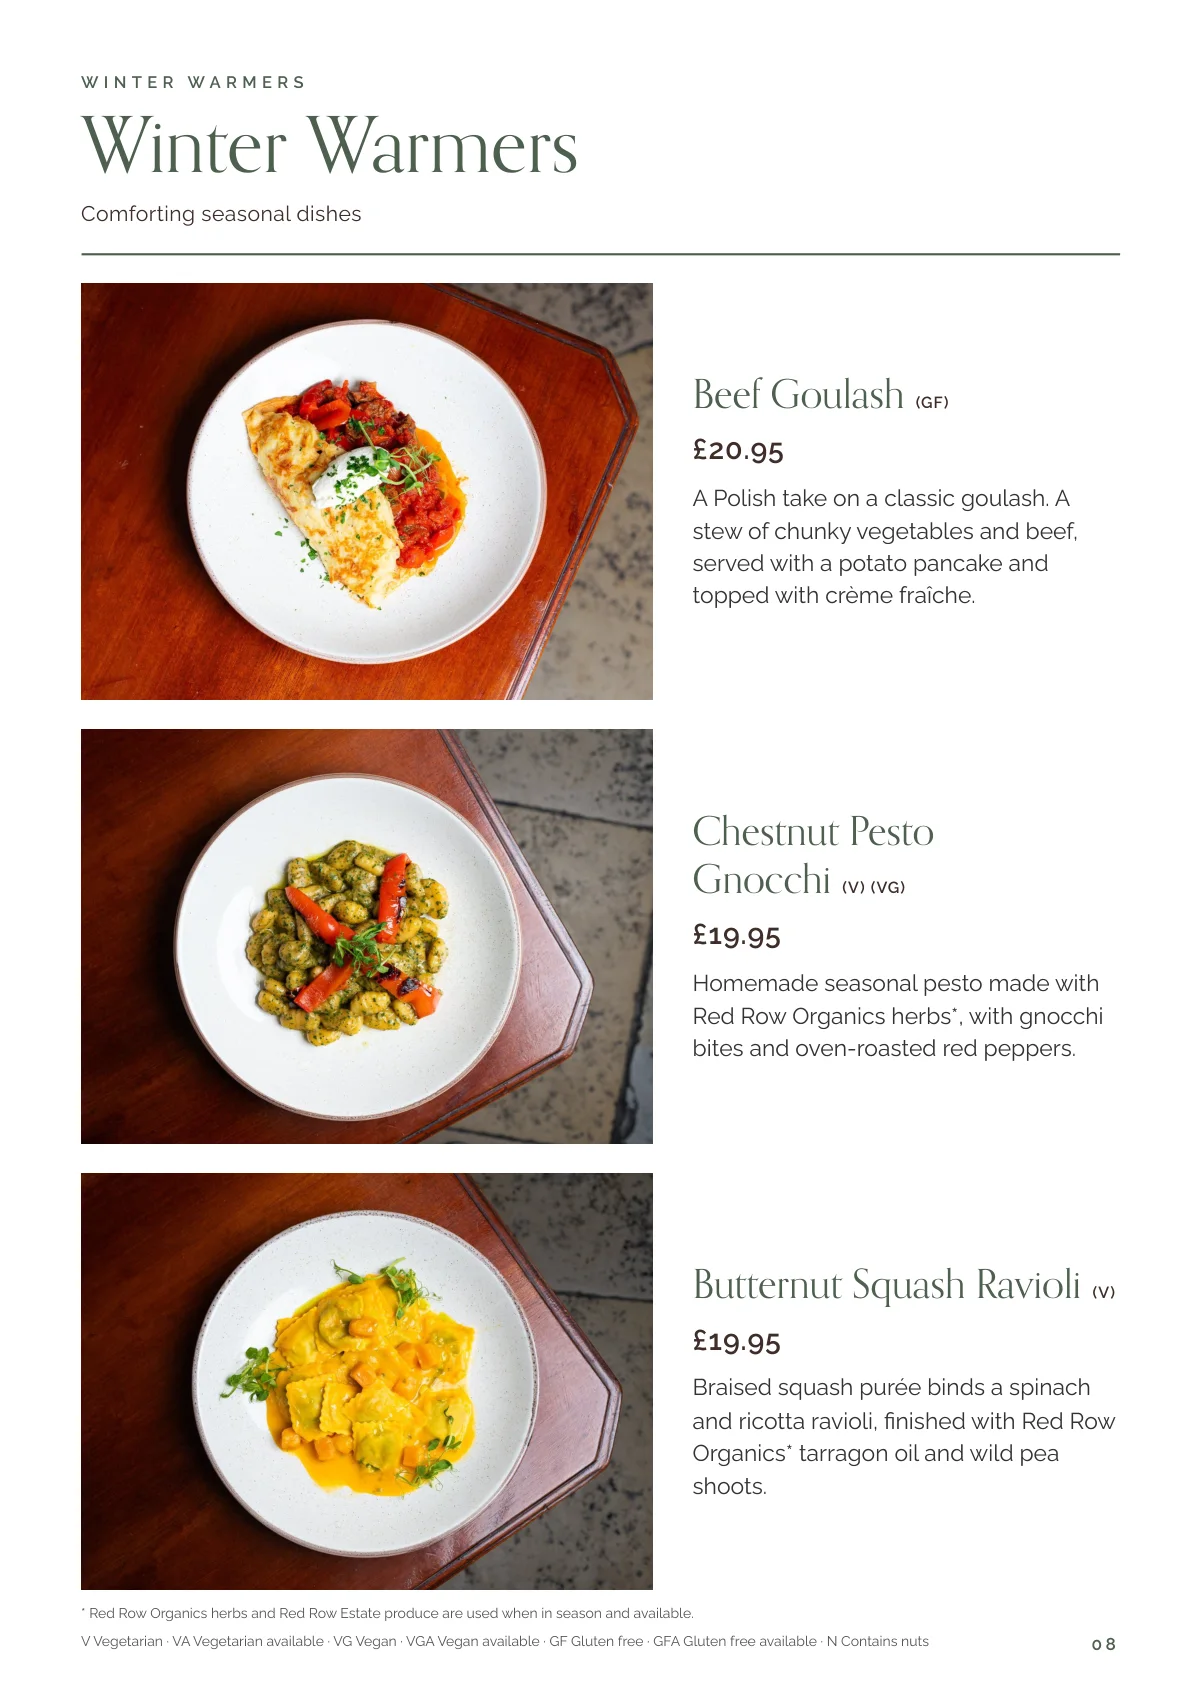 WINTER WARMERS
Winter Warmers
Comforting seasonal dishes
Beef Goulash (GF)
£20.95
A Polish take on a classic goulash. A
stew of chunky vegetables and beef,
served with a potato pancake and
topped with crème fraîche.
Chestnut Pesto
Gnocchi (V) (VG)
£19.95
Homemade seasonal pesto made with
Red Row Organics herbs*, with gnocchi
bites and oven-roasted red peppers.
Butternut Squash Ravioli (V)
£19.95
Braised squash purée binds a spinach
and ricotta ravioli, finished with Red Row
Organics* tarragon oil and wild pea
shoots.
* Red Row Organics herbs and Red Row Estate produce are used when in season and available.
V Vegetarian · VA Vegetarian available · VG Vegan · VGA Vegan available · GF Gluten free · GFA Gluten free available · N Contains nuts
08